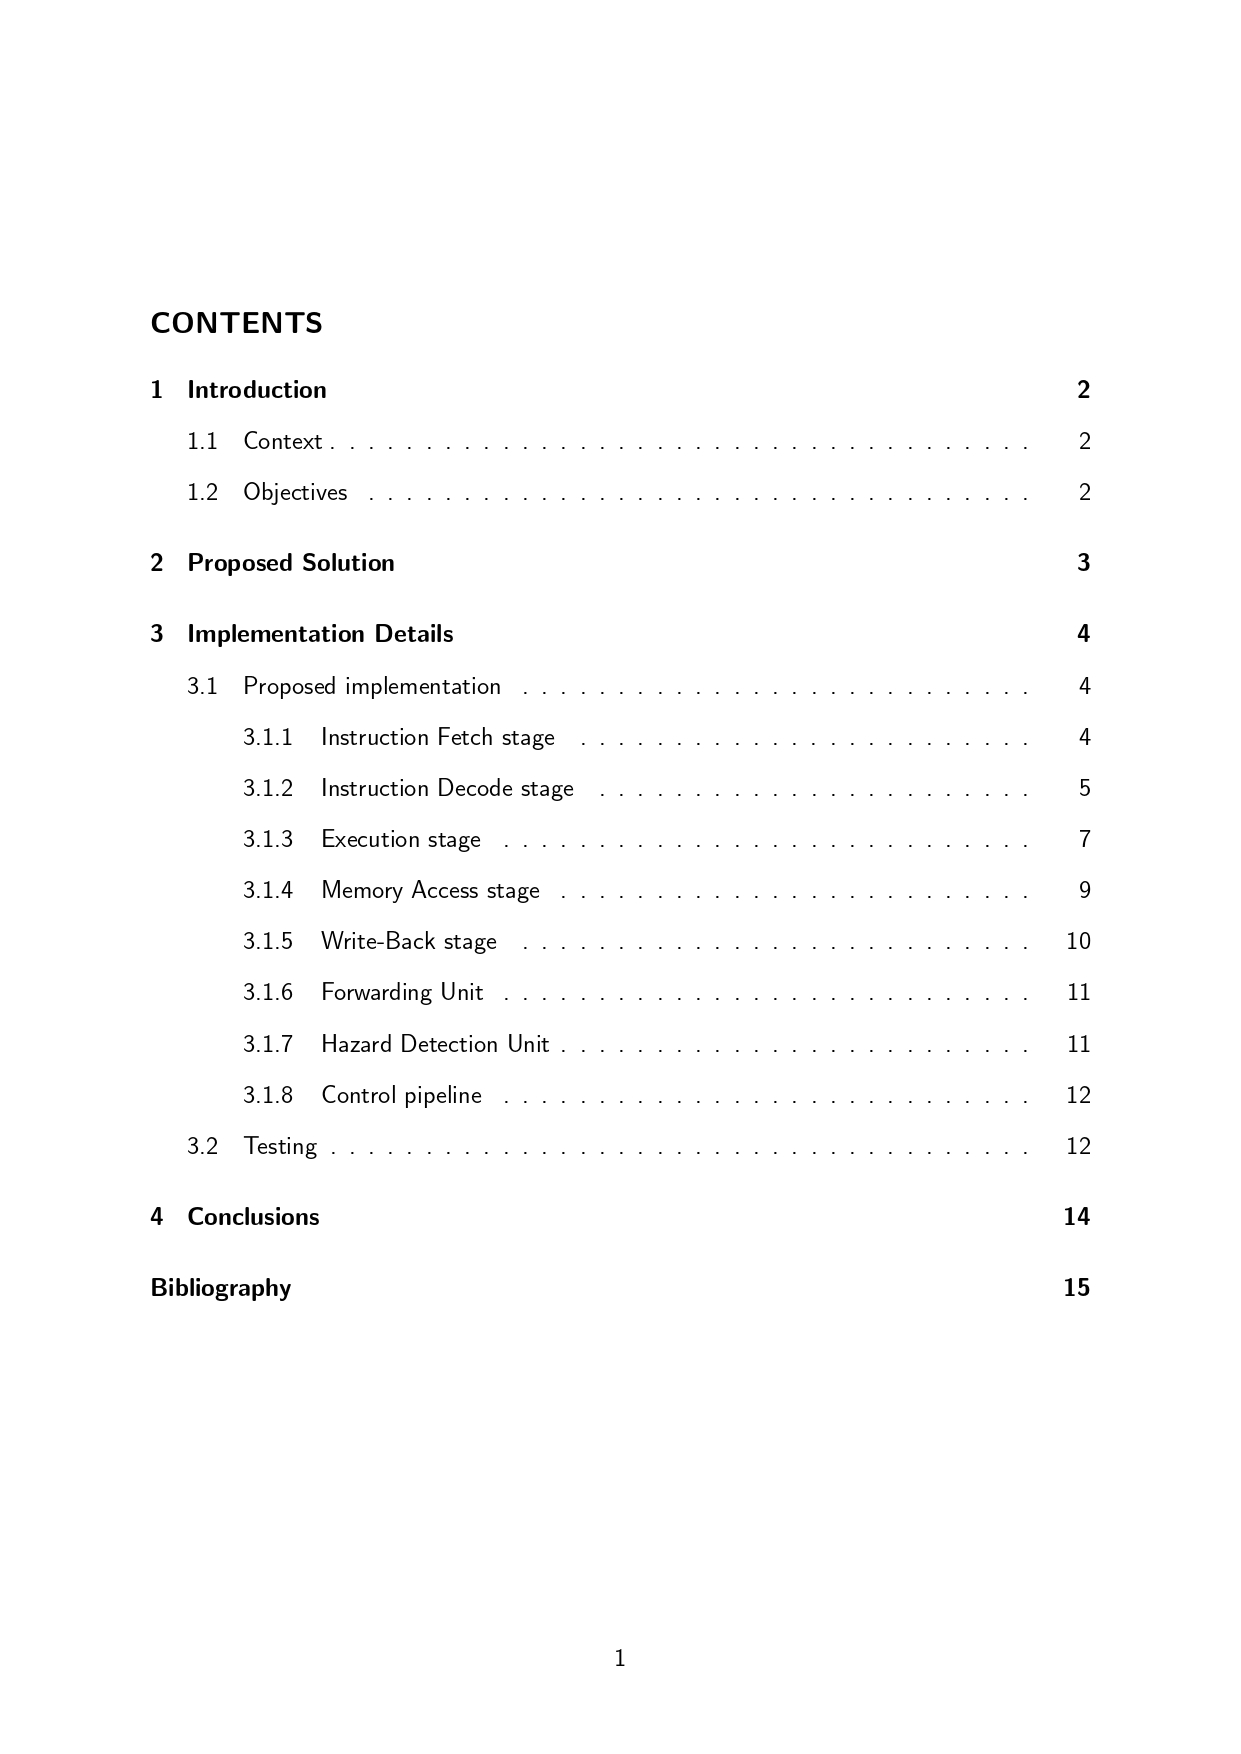 CONTENTS
1 Introduction 2
1.1 Context . . . . . . . . . . . . . . . . . . . . . . . . . . . . . . . . . . . . . 2
1.2 Objectives . . . . . . . . . . . . . . . . . . . . . . . . . . . . . . . . . . . 2
2 Proposed Solution 3
3 Implementation Details 4
3.1 Proposed implementation . . . . . . . . . . . . . . . . . . . . . . . . . . . 4
3.1.1 Instruction Fetch stage . . . . . . . . . . . . . . . . . . . . . . . . 4
3.1.2 Instruction Decode stage . . . . . . . . . . . . . . . . . . . . . . . 5
3.1.3 Execution stage . . . . . . . . . . . . . . . . . . . . . . . . . . . . 7
3.1.4 Memory Access stage . . . . . . . . . . . . . . . . . . . . . . . . . 9
3.1.5 Write-Back stage . . . . . . . . . . . . . . . . . . . . . . . . . . . 10
3.1.6 Forwarding Unit . . . . . . . . . . . . . . . . . . . . . . . . . . . . 11
3.1.7 Hazard Detection Unit . . . . . . . . . . . . . . . . . . . . . . . . . 11
3.1.8 Control pipeline . . . . . . . . . . . . . . . . . . . . . . . . . . . . 12
3.2 Testing . . . . . . . . . . . . . . . . . . . . . . . . . . . . . . . . . . . . . 12
4 Conclusions 14
Bibliography 15
1